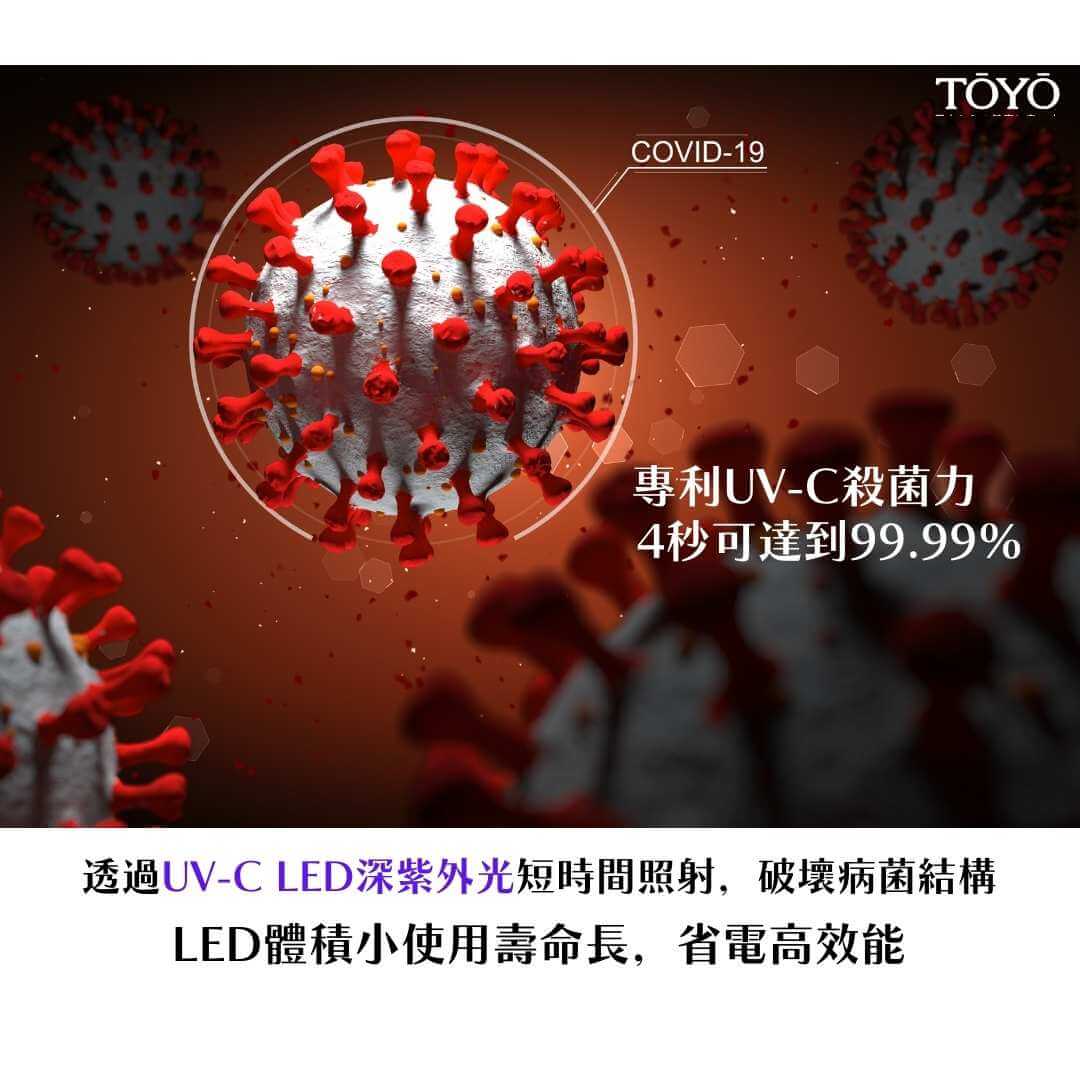 TŌYŌ
COVID-19
專利UV-C殺菌力
4秒可達到99.99%
透過UV-C LED深紫外光短時間照射，破壞病菌結構
LED體積小使用壽命長，省電高效能